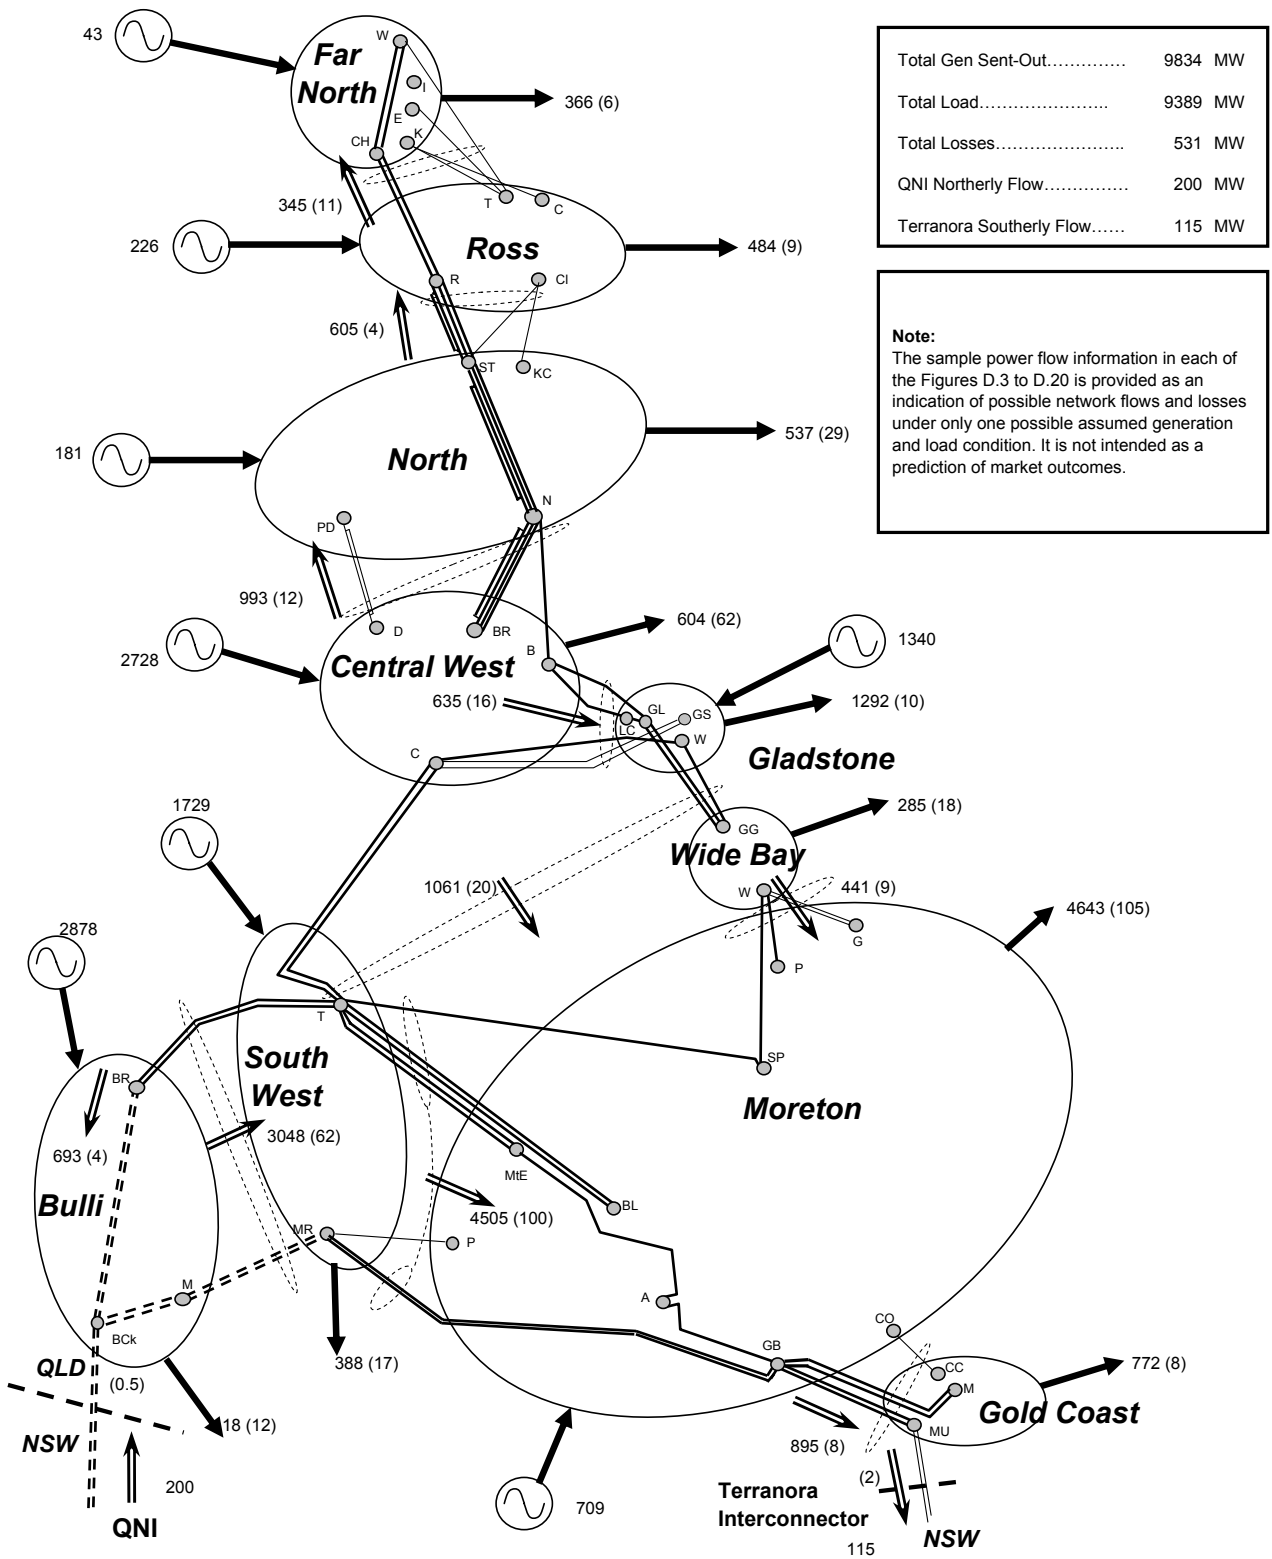 43
Far
North
W
I
E
K
CH
366 (6)
345 (11)
T
C
226
Ross
484 (9)
R
CI
605 (4)
ST
KC
181
North
537 (29)
N
PD
993 (12)
D
BR
604 (62)
2728
Central West
B
1340
635 (16)
GL
GS
LC
W
1292 (10)
C
Gladstone
1729
285 (18)
GG
Wide Bay
1061 (20)
W
441 (9)
4643 (105)
G
P
2878
T
South
West
SP
BR
Moreton
693 (4)
3048 (62)
MtE
Bulli
BL
4505 (100)
MR
P
M
A
BCk
CO
GB
388 (17)
CC
772 (8)
QLD
(0.5)
M
Gold Coast
18 (12)
MU
NSW
895 (8)
(2)
200
709
Terranora
Interconnector
QNI
NSW
115
Total Gen Sent-Out............. 9834 MW
Total Load...................... 9389 MW
Total Losses...................... 531 MW
QNI Northerly Flow............... 200 MW
Terranora Southerly Flow...... 115 MW
Note:
The sample power flow information in each of
the Figures D.3 to D.20 is provided as an
indication of possible network flows and losses
under only one possible assumed generation
and load condition. It is not intended as a
prediction of market outcomes.